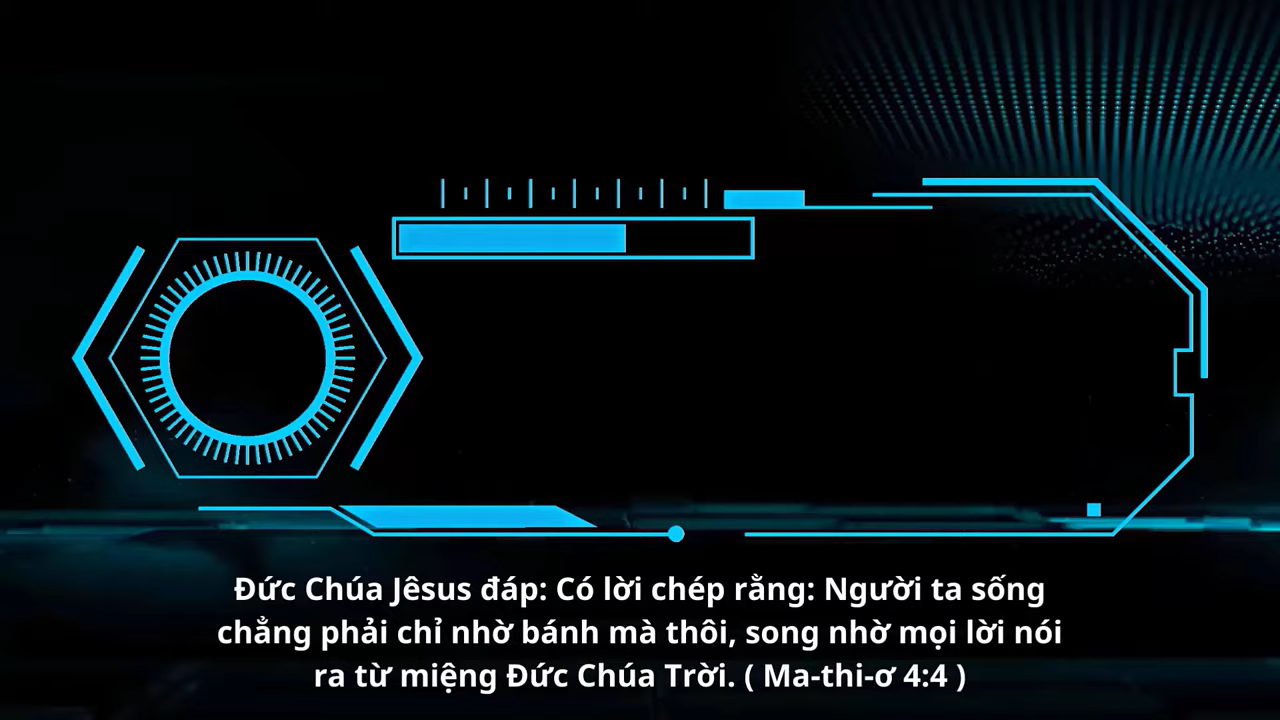 Đức Chúa Jêsus đáp: Có lời chép rằng: Người ta sống
chẳng phải chỉ nhờ bánh mà thôi, song nhờ mọi lời nói
ra từ miệng Đức Chúa Trời. ( Ma-thi-ơ 4:4 )